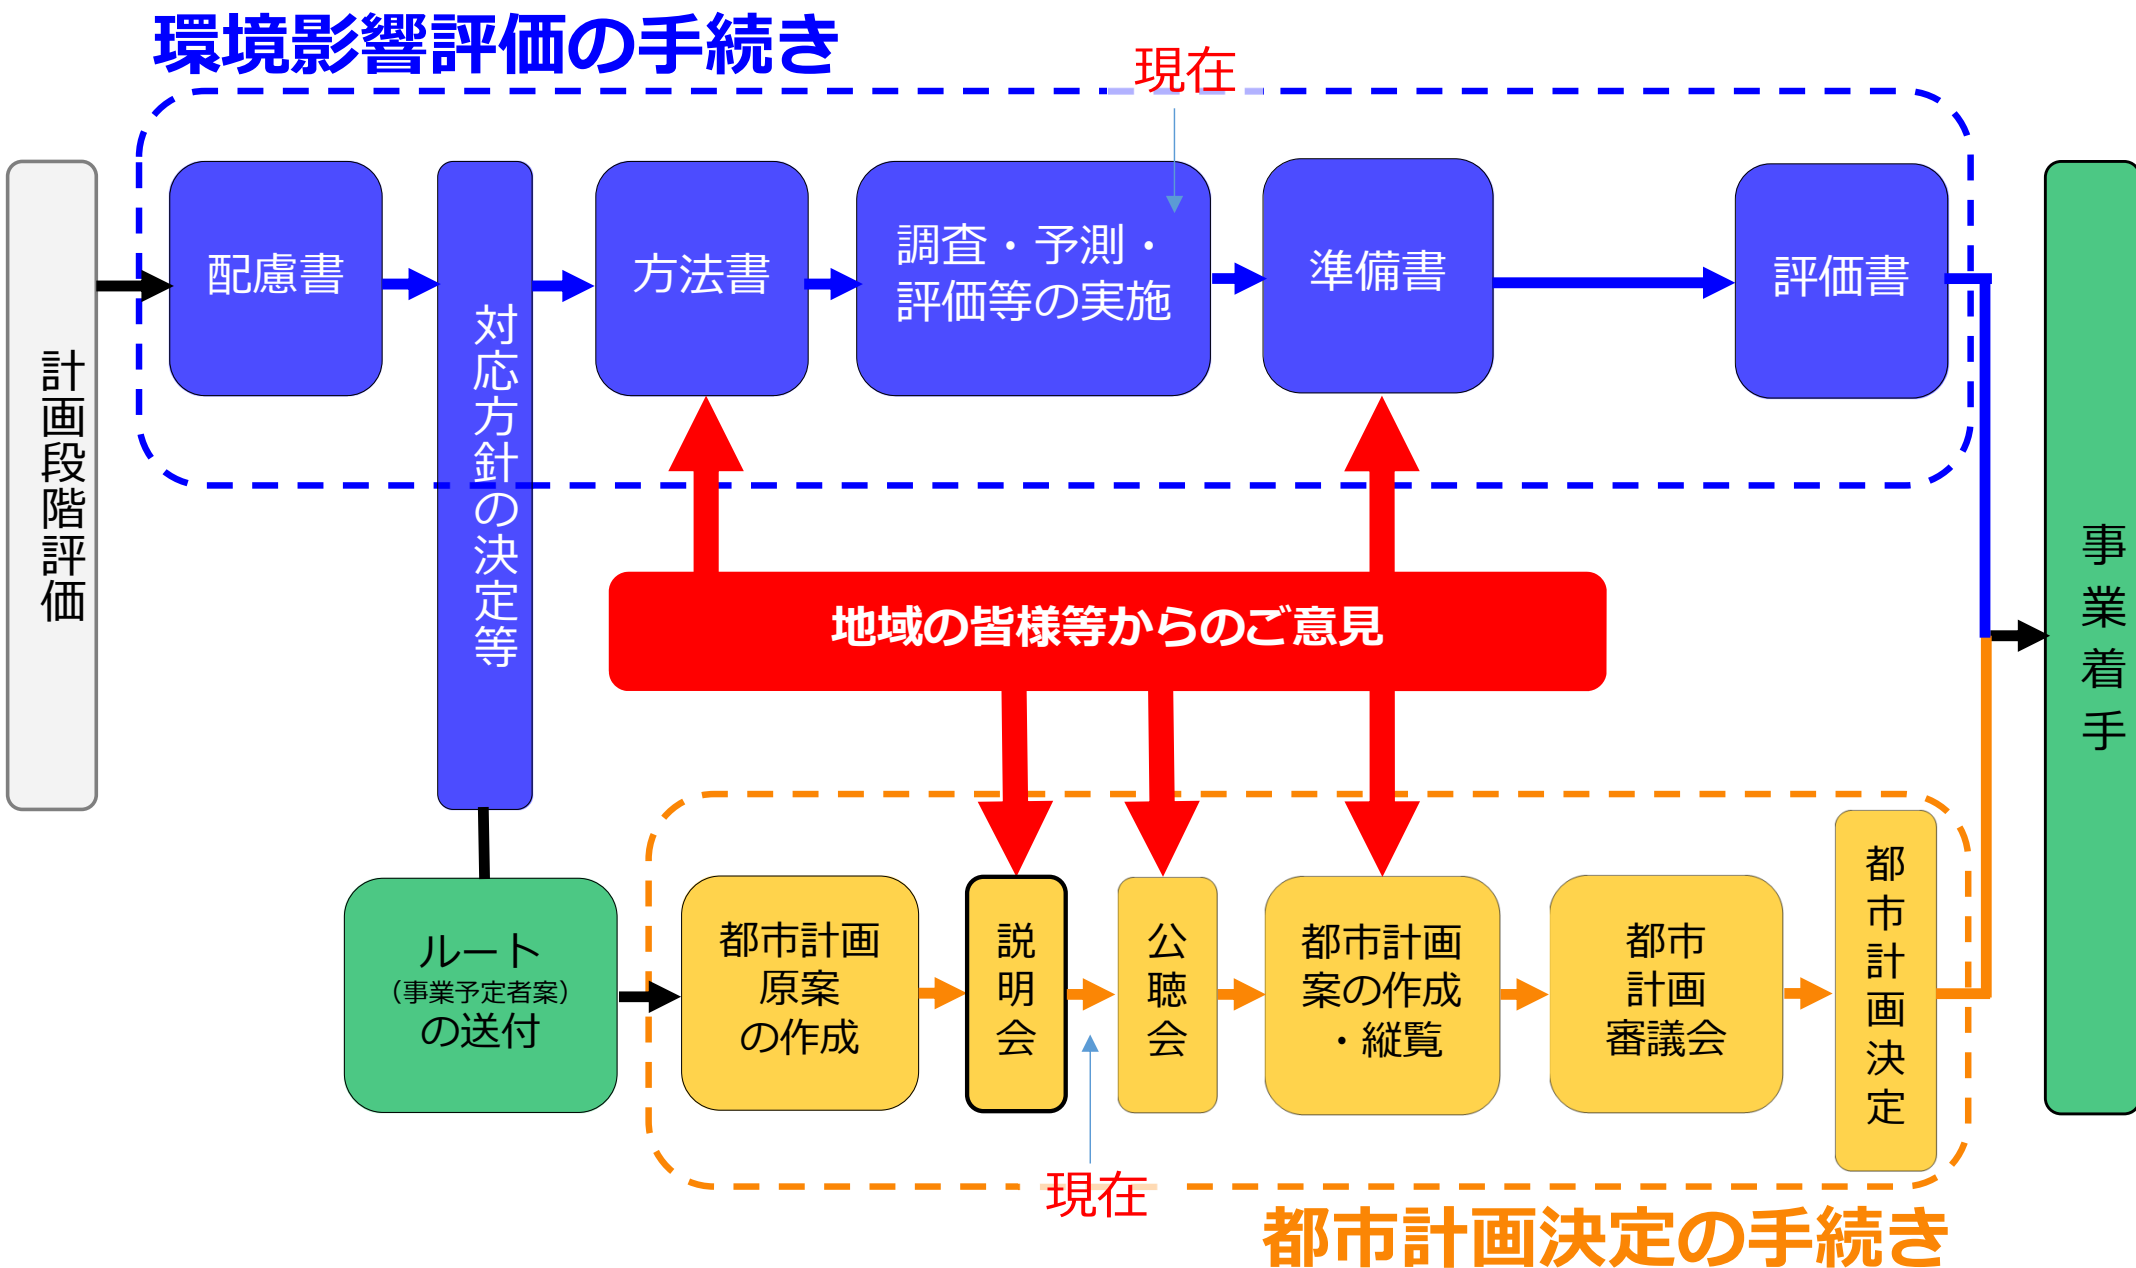 環境影響評価の手続き
現在
計画段階評価
配慮書
対応方針の決定等
方法書
調査・予測・
評価等の実施
準備書
評価書
事業着手
地域の皆様等からのご意見
ルート
（事業予定者案）
の送付
都市計画
原案
の作成
説明会
公聴会
都市計画
案の作成
・縦覧
都市
計画
審議会
都市計画決定
現在
都市計画決定の手続き